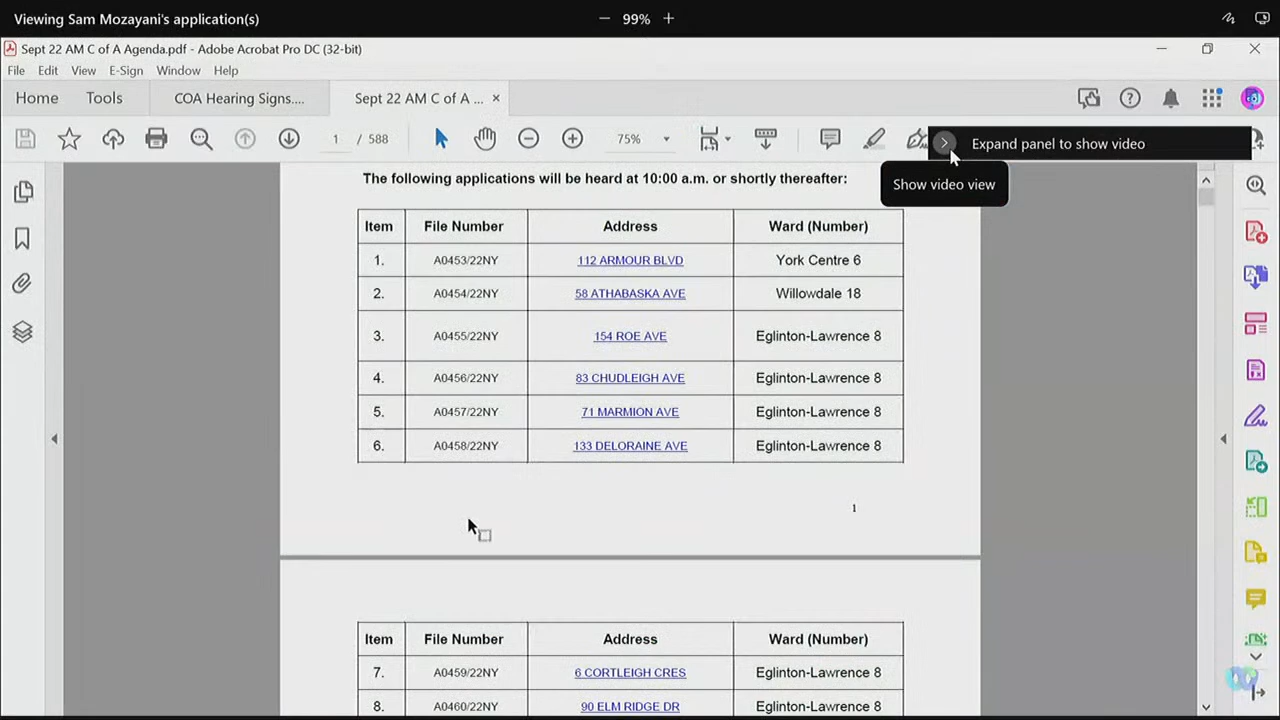 Viewing Sam Mozayani's application(s)
99%
Sept 22 AM C of A Agenda.pdf - Adobe Acrobat Pro DC (32-bit)
File Edit View E-Sign Window Help
Home Tools COA Hearing Signs.... Sept 22 AM C of A ... ×
1 / 588 75%
Expand panel to show video
Show video view
The following applications will be heard at 10:00 a.m. or shortly thereafter:
Item File Number Address Ward (Number)
1. A0453/22NY 112 ARMOUR BLVD York Centre 6
2. A0454/22NY 58 ATHABASKA AVE Willowdale 18
3. A0455/22NY 154 ROE AVE Eglinton-Lawrence 8
4. A0456/22NY 83 CHUDLEIGH AVE Eglinton-Lawrence 8
5. A0457/22NY 71 MARMION AVE Eglinton-Lawrence 8
6. A0458/22NY 133 DELORAINE AVE Eglinton-Lawrence 8
1
Item File Number Address Ward (Number)
7. A0459/22NY 6 CORTLEIGH CRES Eglinton-Lawrence 8
8. A0460/22NY 90 ELM RIDGE DR Eglinton-Lawrence 8